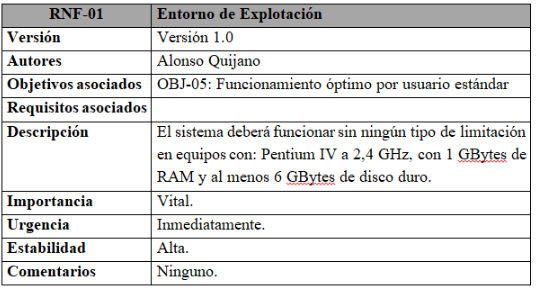 RNF-01 Entorno de Explotación
Versión Versión 1.0
Autores Alonso Quijano
Objetivos asociados OBJ-05: Funcionamiento óptimo por usuario estándar
Requisitos asociados
Descripción El sistema deberá funcionar sin ningún tipo de limitación
en equipos con: Pentium IV a 2,4 GHz, con 1 GBytes de
RAM y al menos 6 GBytes de disco duro.
Importancia Vital.
Urgencia Inmediatamente.
Estabilidad Alta.
Comentarios Ninguno.